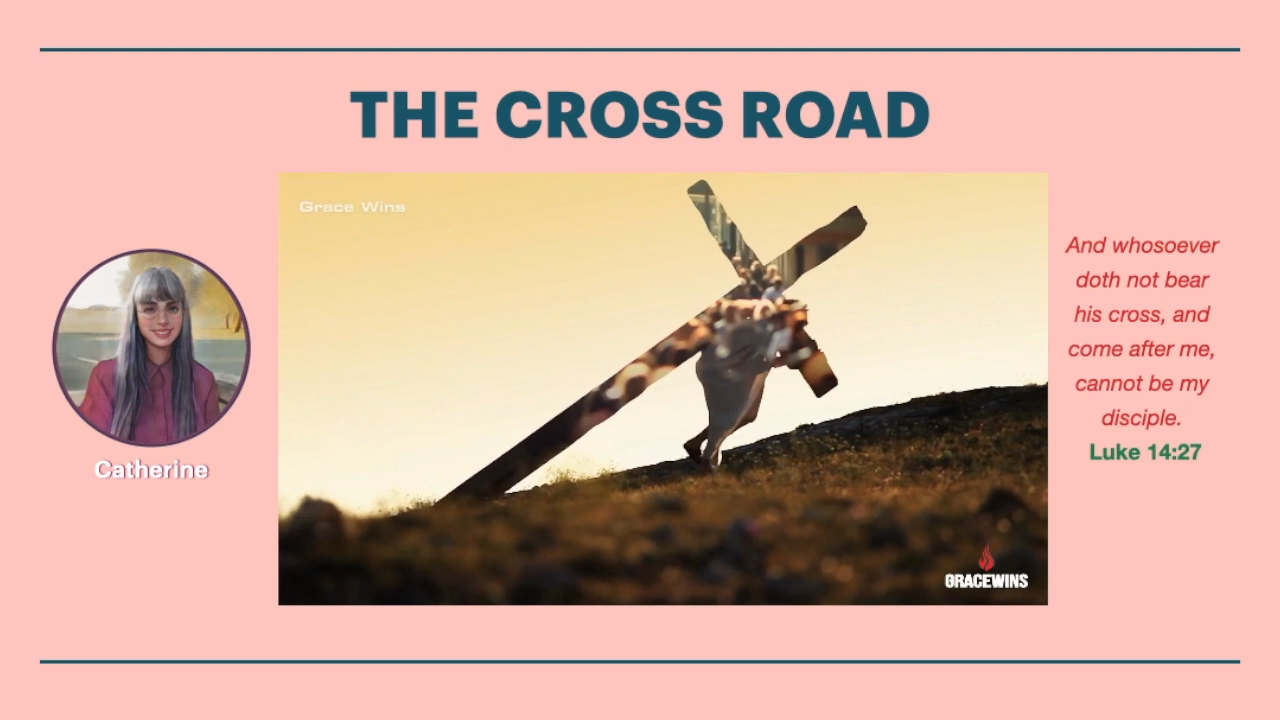 THE CROSS ROAD
Grace Wins
Catherine
And whosoever
doth not bear
his cross, and
come after me,
cannot be my
disciple.
Luke 14:27
GRACEWINS